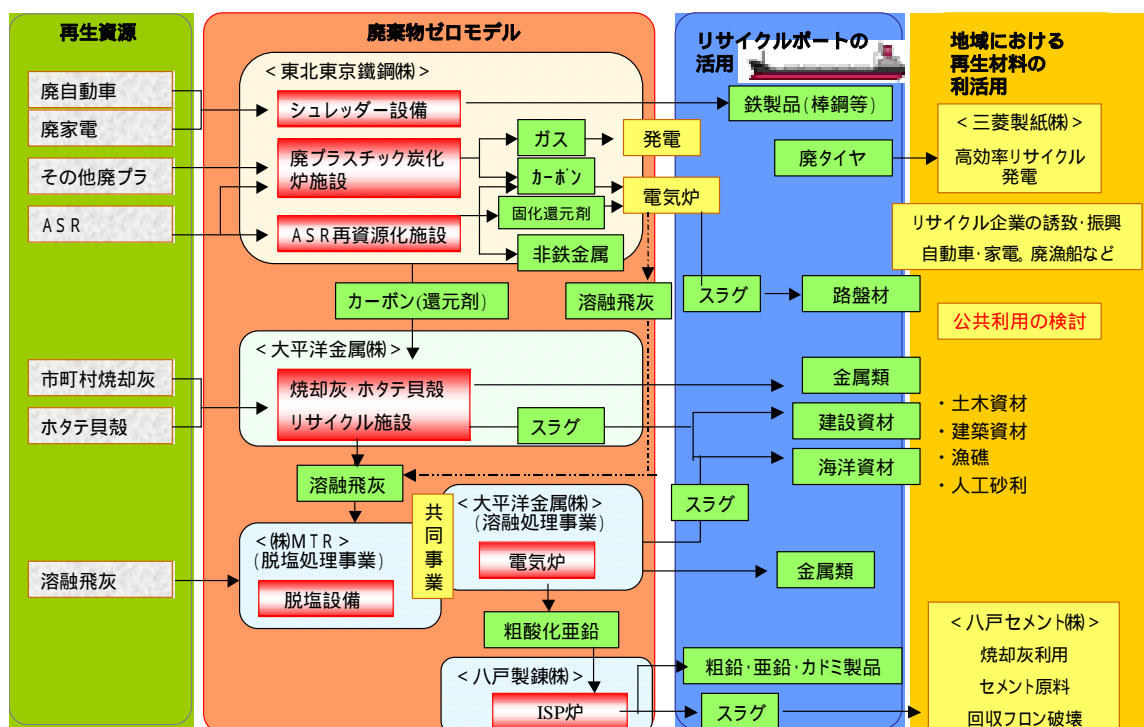 再生資源
廃自動車
廃家電
その他廃プラ
ASR
市町村焼却灰
ホタテ貝殻
溶融飛灰
廃棄物ゼロモデル
<東北東京鐵鋼㈱>
シュレッダー設備
廃プラスチック炭化
炉施設
ASR再資源化施設
ガス
カーボン
固化還元剤
非鉄金属
発電
電気炉
カーボン(還元剤)
溶融飛灰
<大平洋金属㈱>
焼却灰・ホタテ貝殻
リサイクル施設
スラグ
溶融飛灰
<㈱MTR>
(脱塩処理事業)
脱塩設備
共同事業
<大平洋金属㈱>
(溶融処理事業)
電気炉
粗酸化亜鉛
<八戸製錬㈱>
ISP炉
リサイクルポートの
活用
鉄製品(棒鋼等)
廃タイヤ
スラグ
路盤材
金属類
建設資材
海洋資材
スラグ
金属類
粗鉛・亜鉛・カドミ製品
スラグ
地域における
再生材料の
利活用
<三菱製紙㈱>
高効率リサイクル
発電
リサイクル企業の誘致・振興
自動車・家電。廃漁船など
公共利用の検討
・土木資材
・建築資材
・漁礁
・人工砂利
<八戸セメント㈱>
焼却灰利用
セメント原料
回収フロン破壊